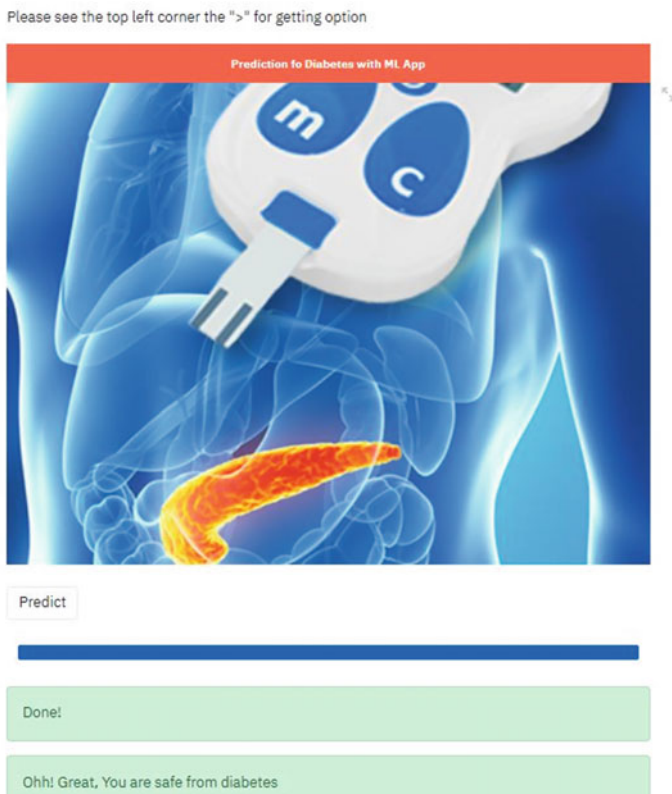 Please see the top left corner the ">" for getting option
Prediction fo Diabetes with ML App
m
c
Predict
Done!
Ohh! Great, You are safe from diabetes